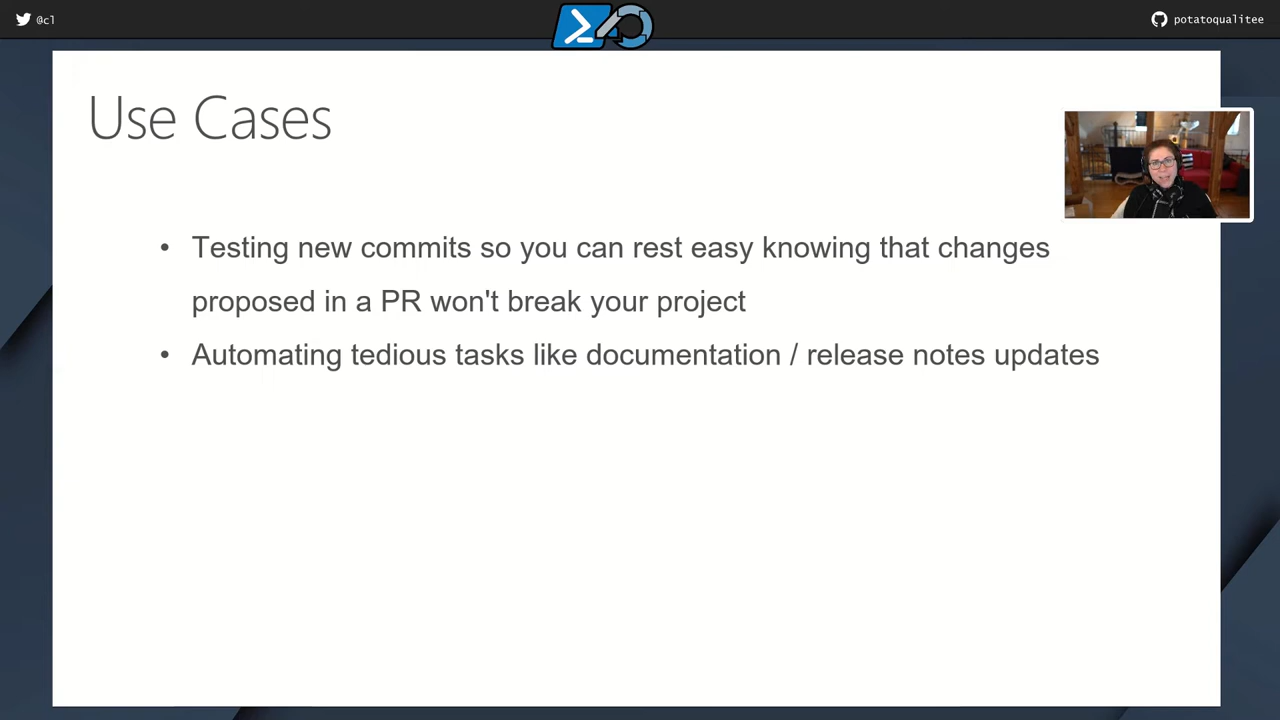 @cl
potatoqualitee
Use Cases
• Testing new commits so you can rest easy knowing that changes
proposed in a PR won't break your project
• Automating tedious tasks like documentation / release notes updates